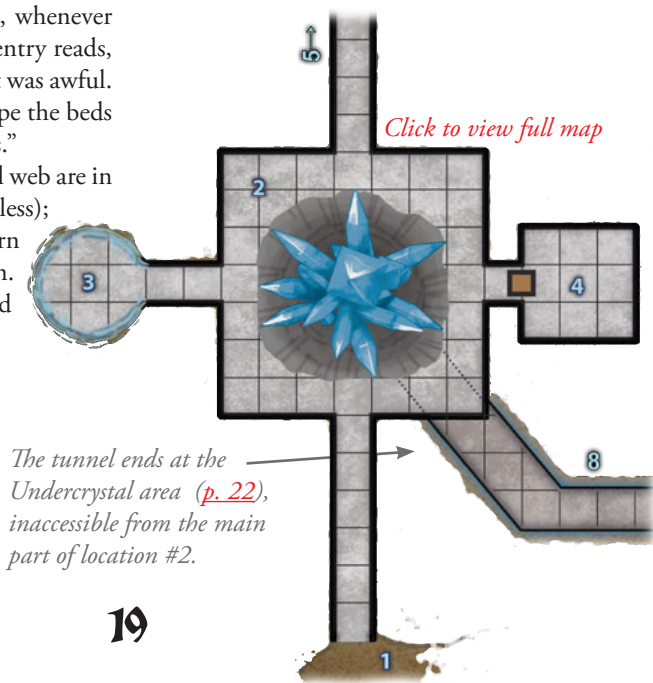 , whenever
entry reads,
was awful.
pe the beds
."
l web are in
less);
rn
n.
d
5
Click to view full map
2
3
4
The tunnel ends at the
Undercrystal area (p. 22),
inaccessible from the main
part of location #2.
8
19
1